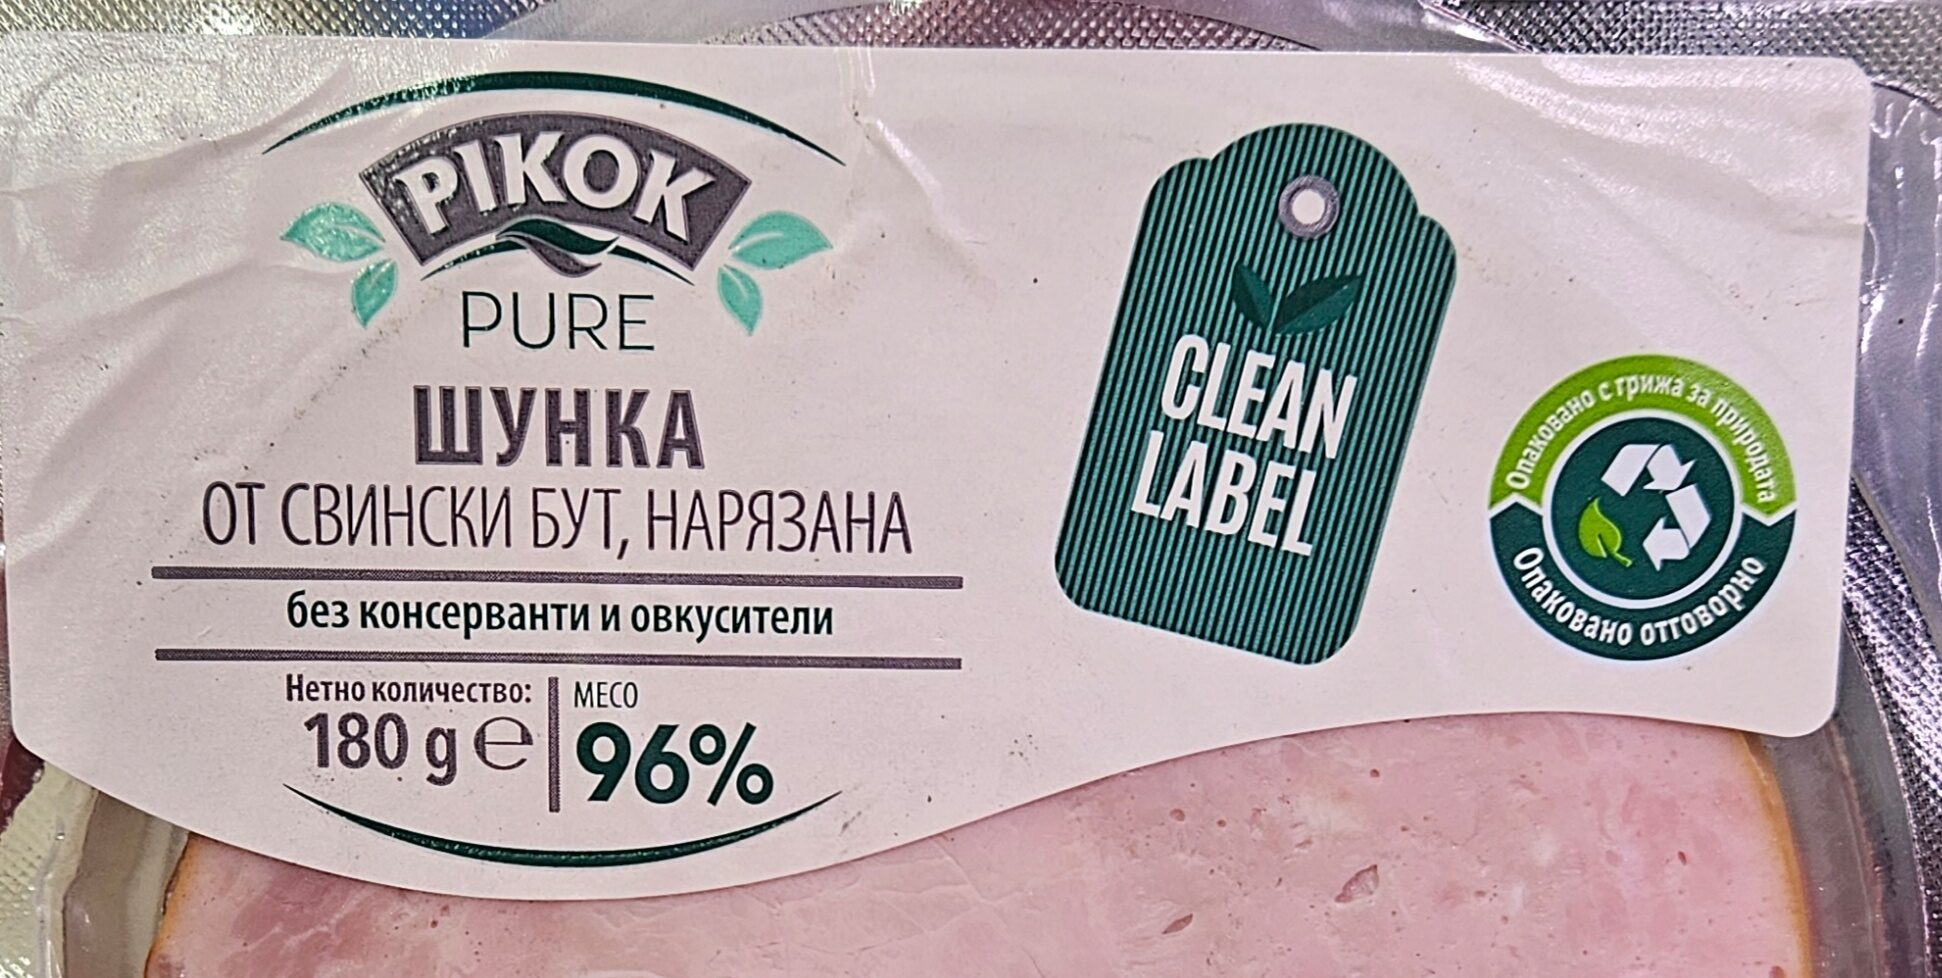 PIKOK
PURE
ШУНКА
ОТ СВИНСКИ БУТ, НАРЯЗАНА
без консерванти и овкусители
Нетно количество:
180 g e
МЕСО
96%
CLEAN
LABEL
Опаковано с грижа за природата
Опаковано отговорно